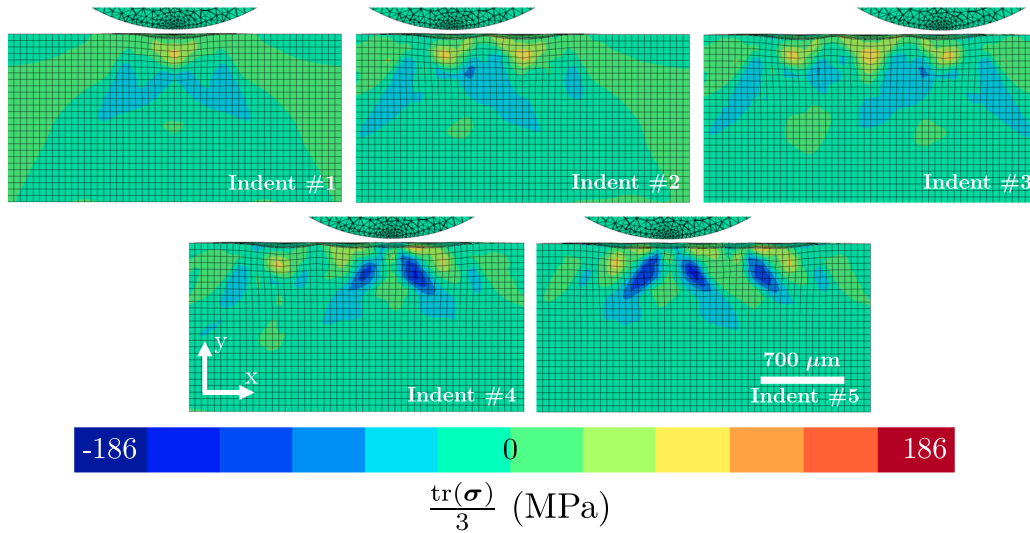 Indent #1
Indent #2
Indent #3
y
x
Indent #4
700 μm
Indent #5
-186
0
186
tr(σ)
3
(MPa)